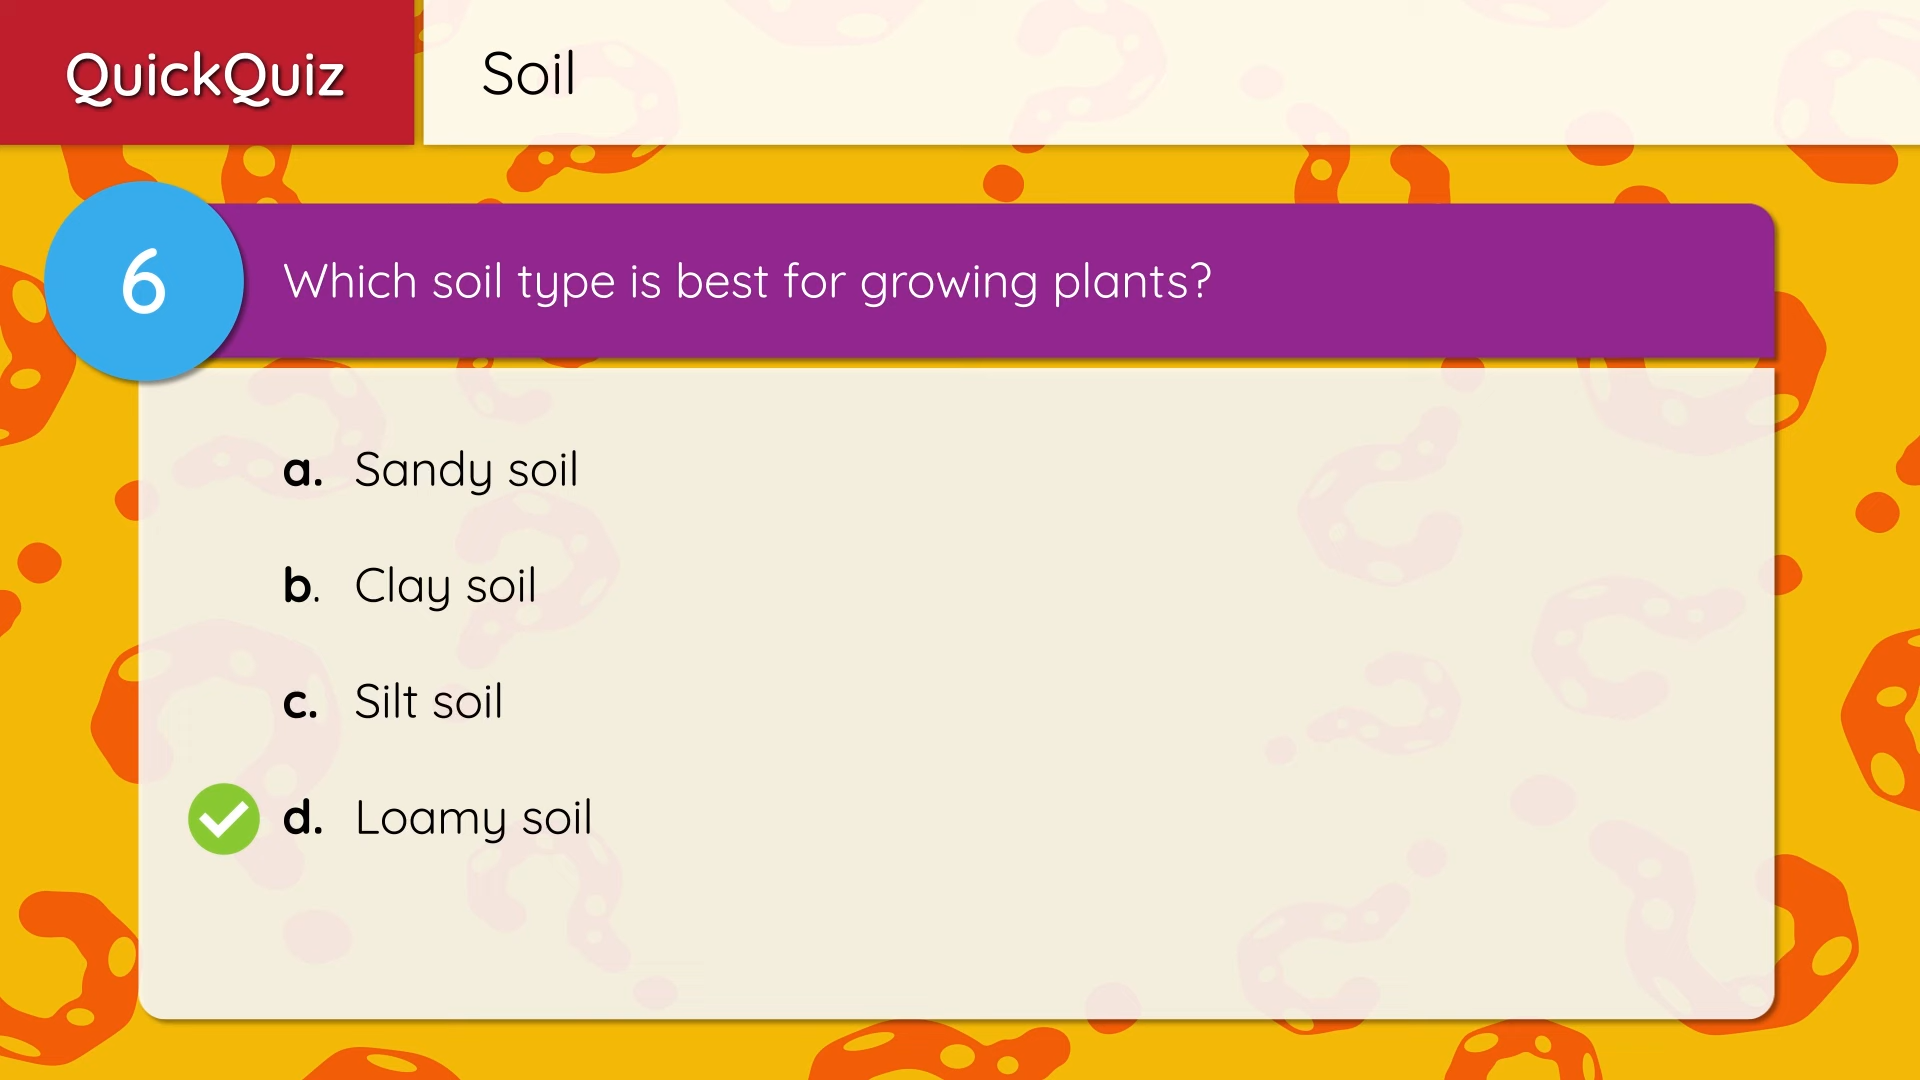 QuickQuiz
Soil
6
Which soil type is best for growing plants?
a. Sandy soil
b. Clay soil
c. Silt soil
d. Loamy soil